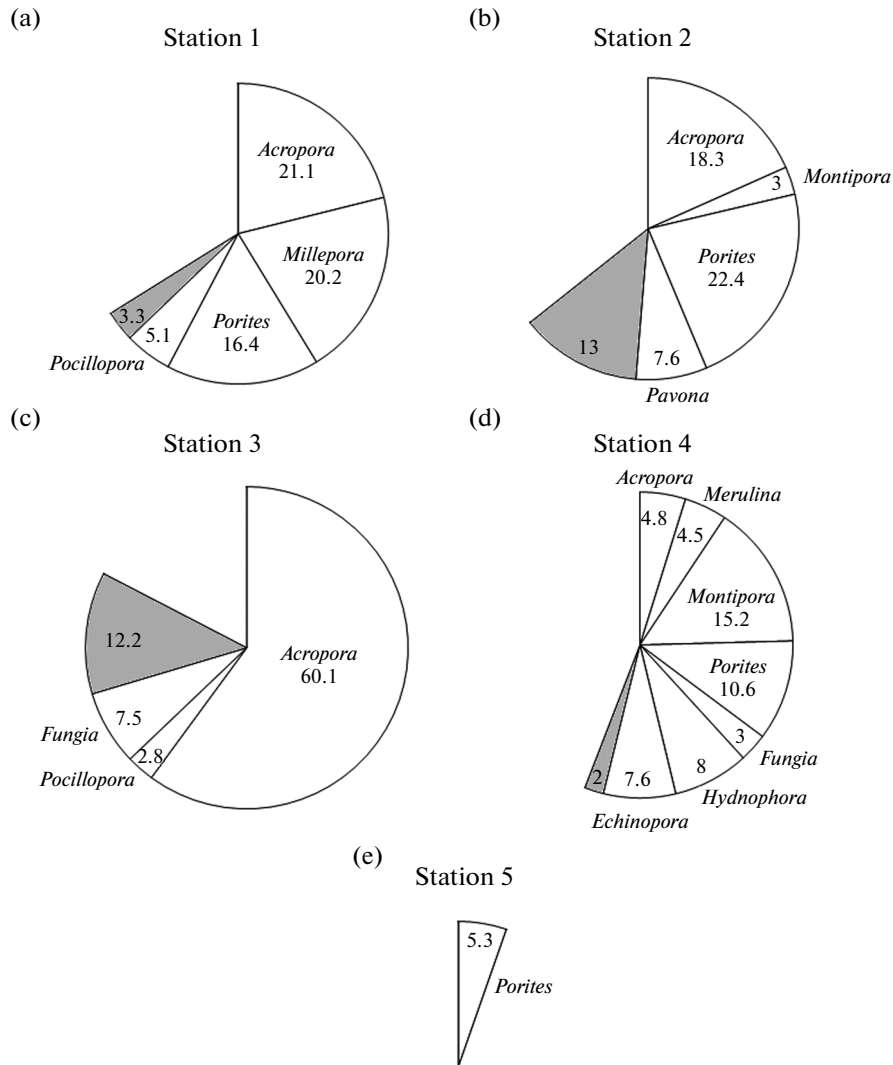 (a)
Station 1
Acropora
21.1
Millepora
20.2
Porites
16.4
5.1
Pocillopora
3.3
(b)
Station 2
Acropora
18.3
3
Montipora
Porites
22.4
7.6
Pavona
13
(c)
Station 3
Acropora
60.1
2.8
Pocillopora
7.5
Fungia
12.2
(d)
Station 4
Acropora
4.8
Merulina
4.5
Montipora
15.2
Porites
10.6
3
Fungia
8
Hydnophora
7.6
Echinopora
2
(e)
Station 5
5.3
Porites